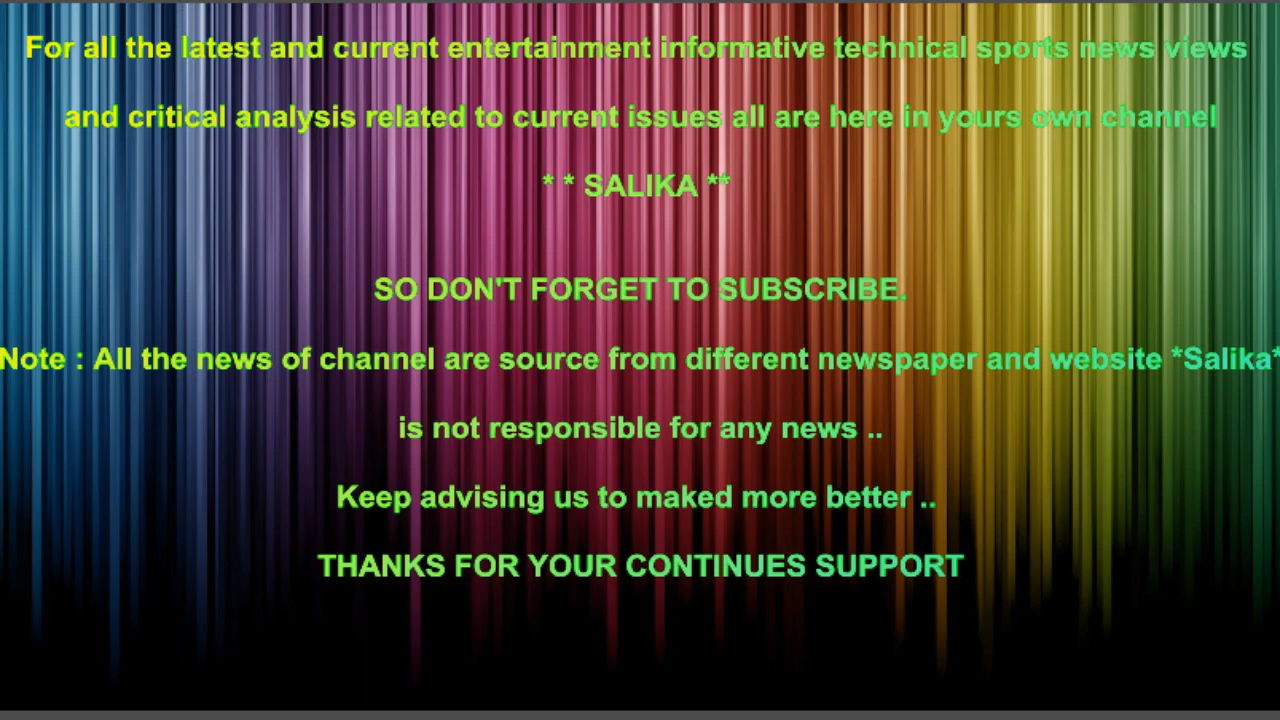 For all the latest and current entertainment informative technical sports news views
and critical analysis related to current issues all are here in yours own channel
* * SALIKA **
SO DON'T FORGET TO SUBSCRIBE.
Note : All the news of channel are source from different newspaper and website *Salika*
is not responsible for any news ..
Keep advising us to maked more better ..
THANKS FOR YOUR CONTINUES SUPPORT